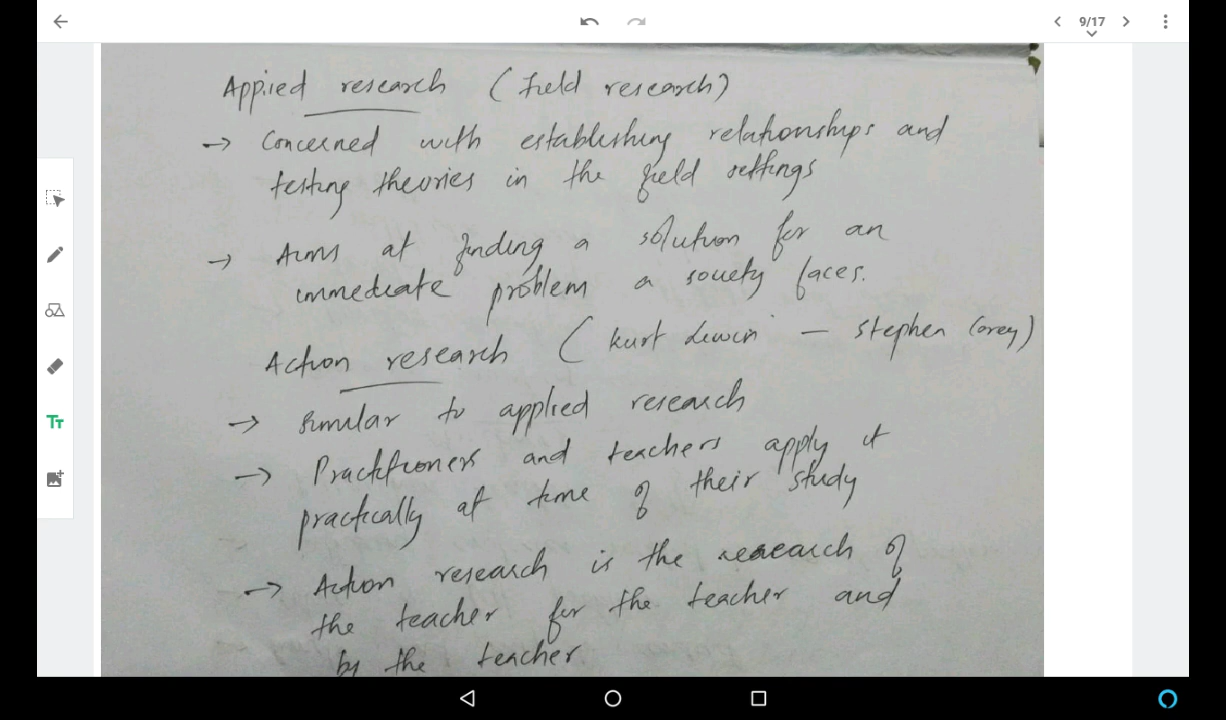 9/17
Appied research (field research)
→ Concerned with establishing relationships and
testing theories in the field settings
→ Aims at finding a solution for an
immediate problem a society faces.
Action research (kurt Lewin – Stephen Corey)
→ similar to applied research
→ Practitioners and teachers apply it
practically at time of their study
→ Action research is the research of
the teacher for the teacher and
by the teacher